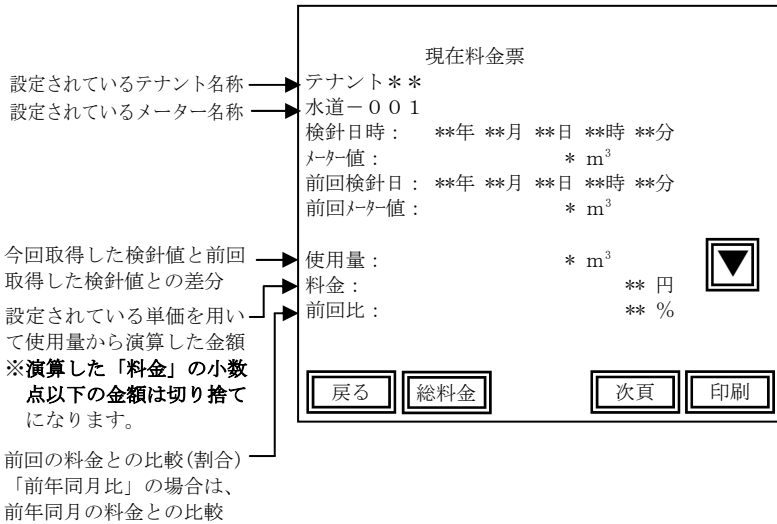 現在料金票
設定されているテナント名称
テナント＊＊
設定されているメーター名称
水道－００１
検針日時： **年 **月 **日 **時 **分
ﾒｰﾀｰ値： * m³
前回検針日： **年 **月 **日 **時 **分
前回ﾒｰﾀｰ値： * m³
今回取得した検針値と前回
取得した検針値との差分
使用量： * m³
料金： ** 円
前回比： ** %
設定されている単価を用い
て使用量から演算した金額
※演算した「料金」の小数
点以下の金額は切り捨て
になります。
前回の料金との比較(割合)
「前年同月比」の場合は、
前年同月の料金との比較
▼
戻る 総料金 次頁 印刷